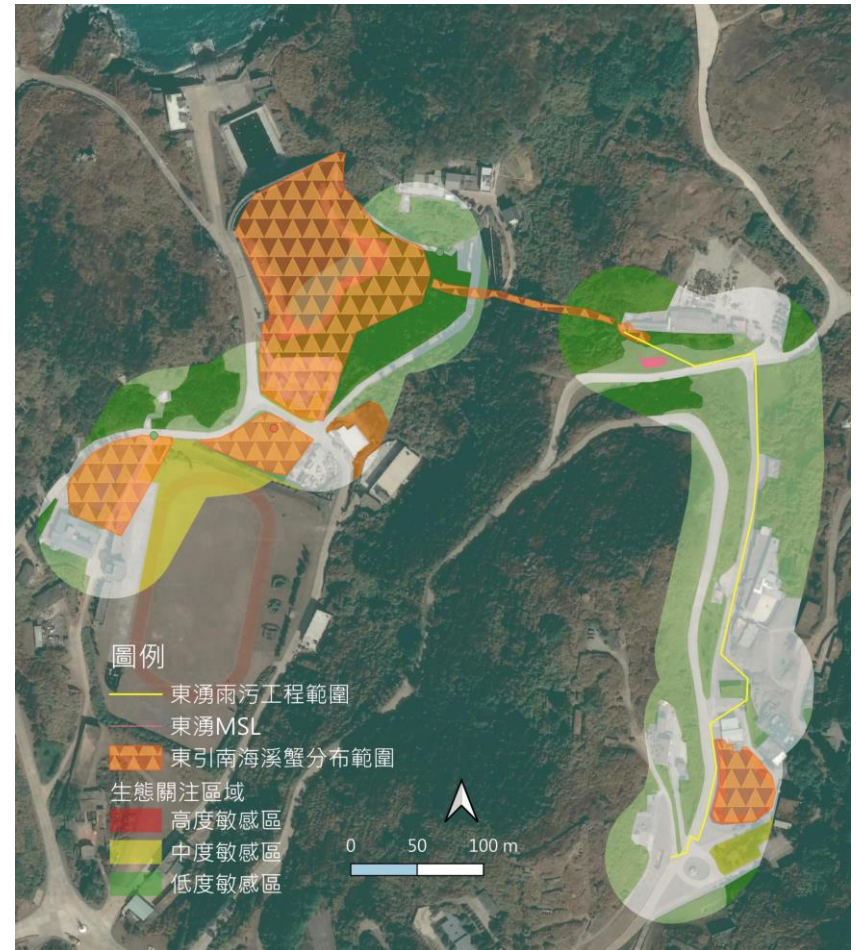 圖例
東湧雨污工程範圍
東湧MSL
東引南海溪蟹分布範圍
生態關注區域
高度敏感區
中度敏感區
低度敏感區
0 50 100 m